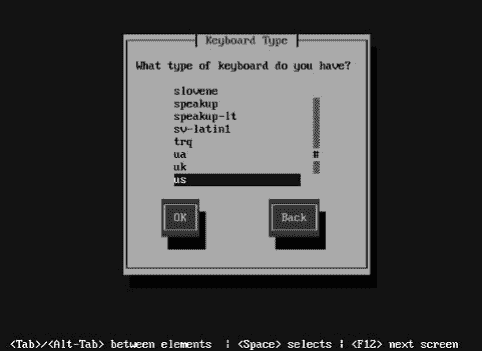 Keyboard Type
What type of keyboard do you have?
slovene
speakup
speakup-lt
sv-latin1
trq
ua
#
uk
us
OK
Back
<Tab>/<Alt-Tab> between elements | <Space> selects | <F12> next screen